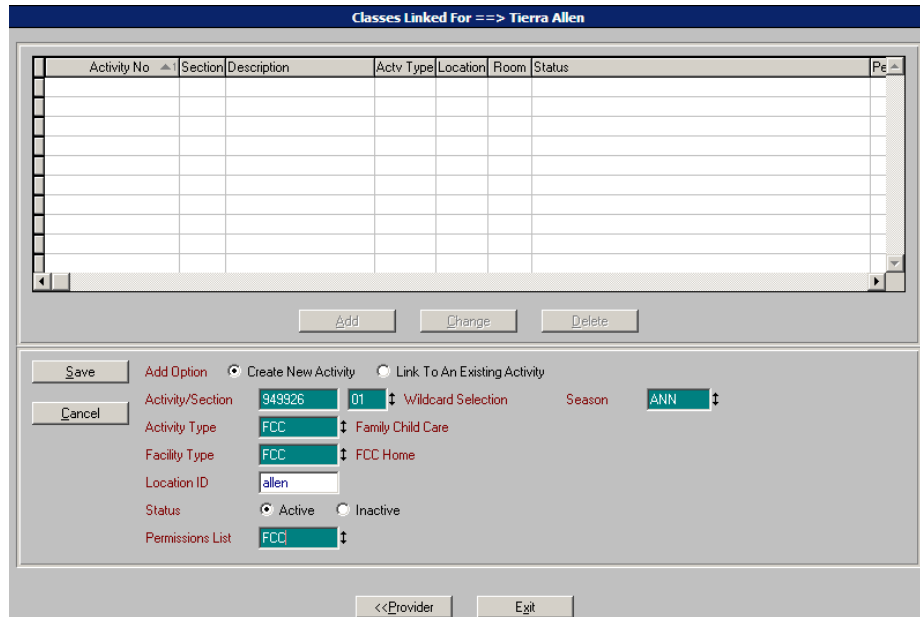 Classes Linked For ==> Tierra Allen
Activity No 1 Section Description Actv Type Location Room Status Pe
Add Change Delete
Save Add Option Create New Activity Link To An Existing Activity
Activity/Section 949926 01 Wildcard Selection Season ANN
Cancel
Activity Type FCC Family Child Care
Facility Type FCC FCC Home
Location ID allen
Status Active Inactive
Permissions List FCC
<<Provider Exit